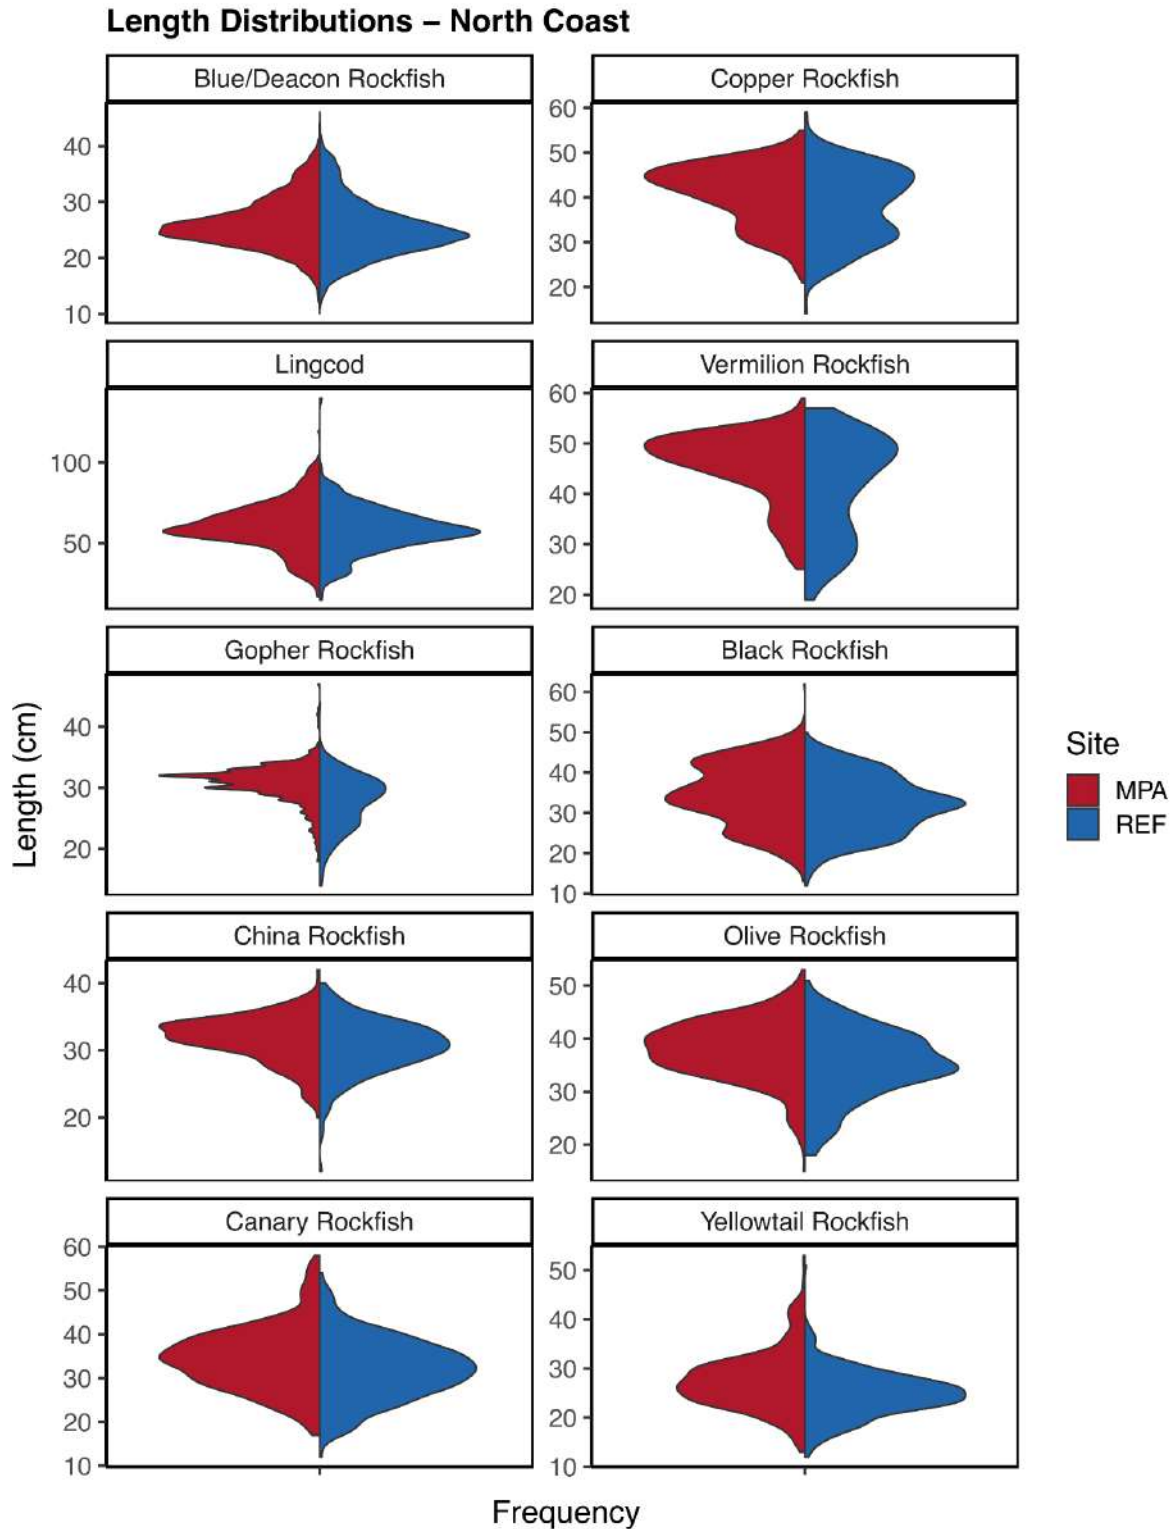 Length Distributions – North Coast
Blue/Deacon Rockfish
Copper Rockfish
40
30
20
10
60
50
40
30
20
Lingcod
Vermilion Rockfish
100
50
60
50
40
30
20
Gopher Rockfish
Black Rockfish
40
30
20
60
50
40
30
20
10
Length (cm)
Site
MPA
REF
China Rockfish
Olive Rockfish
40
30
20
50
40
30
20
Canary Rockfish
Yellowtail Rockfish
60
50
40
30
20
10
50
40
30
20
10
Frequency